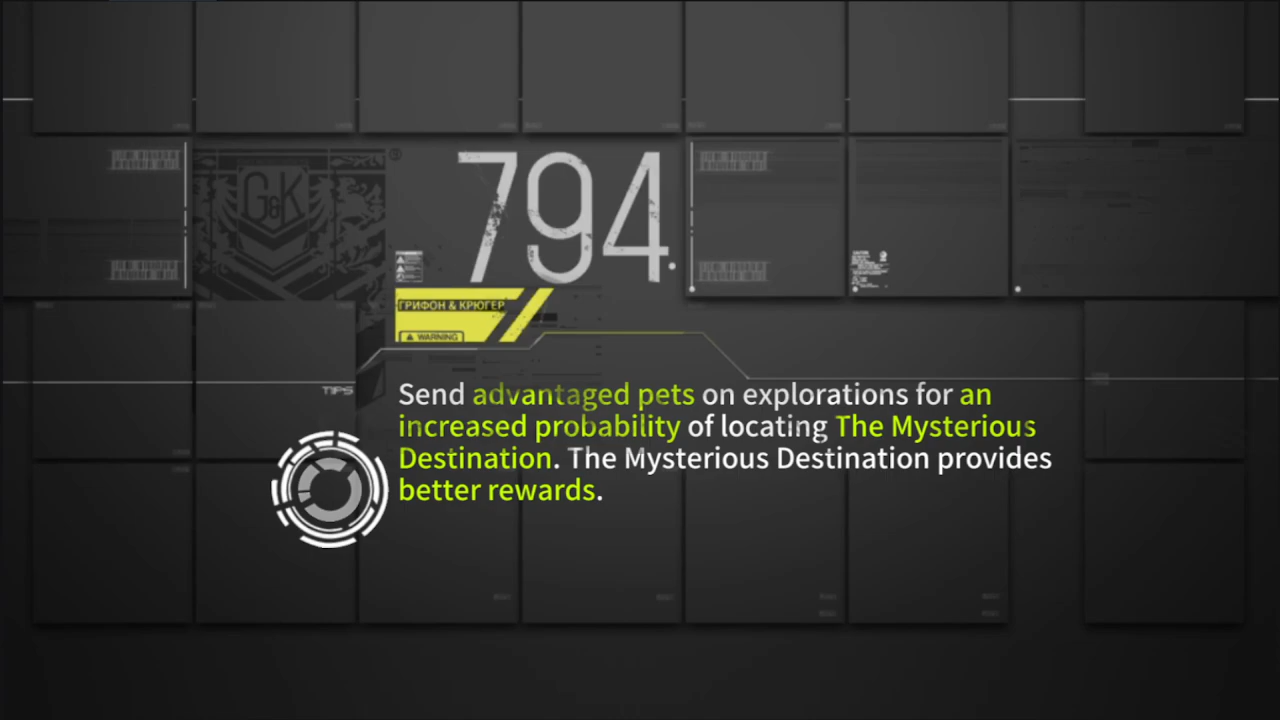 G&K
794.
ГРИФОН & КРЮГЕР
WARNING
TIPS
Send advantaged pets on explorations for an
increased probability of locating The Mysterious
Destination. The Mysterious Destination provides
better rewards.